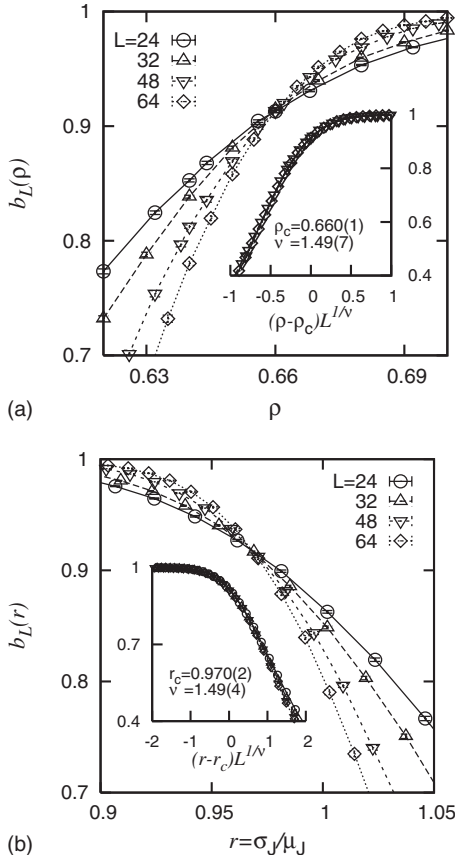 1
L=24
32
48
64
0.9
0.8
0.7
b_L(ρ)
1
0.8
0.6
0.4
ρ_c=0.660(1)
ν=1.49(7)
-1 -0.5 0 0.5 1
(ρ-ρ_c)L^{1/ν}
0.63 0.66 0.69
(a) ρ
1
L=24
32
48
64
0.9
0.8
0.7
b_L(r)
1
0.7
0.4
r_c=0.970(2)
ν=1.49(4)
-2 -1 0 1 2
(r-r_c)L^{1/ν}
0.9 0.95 1 1.05
(b) r=σ_J/μ_J